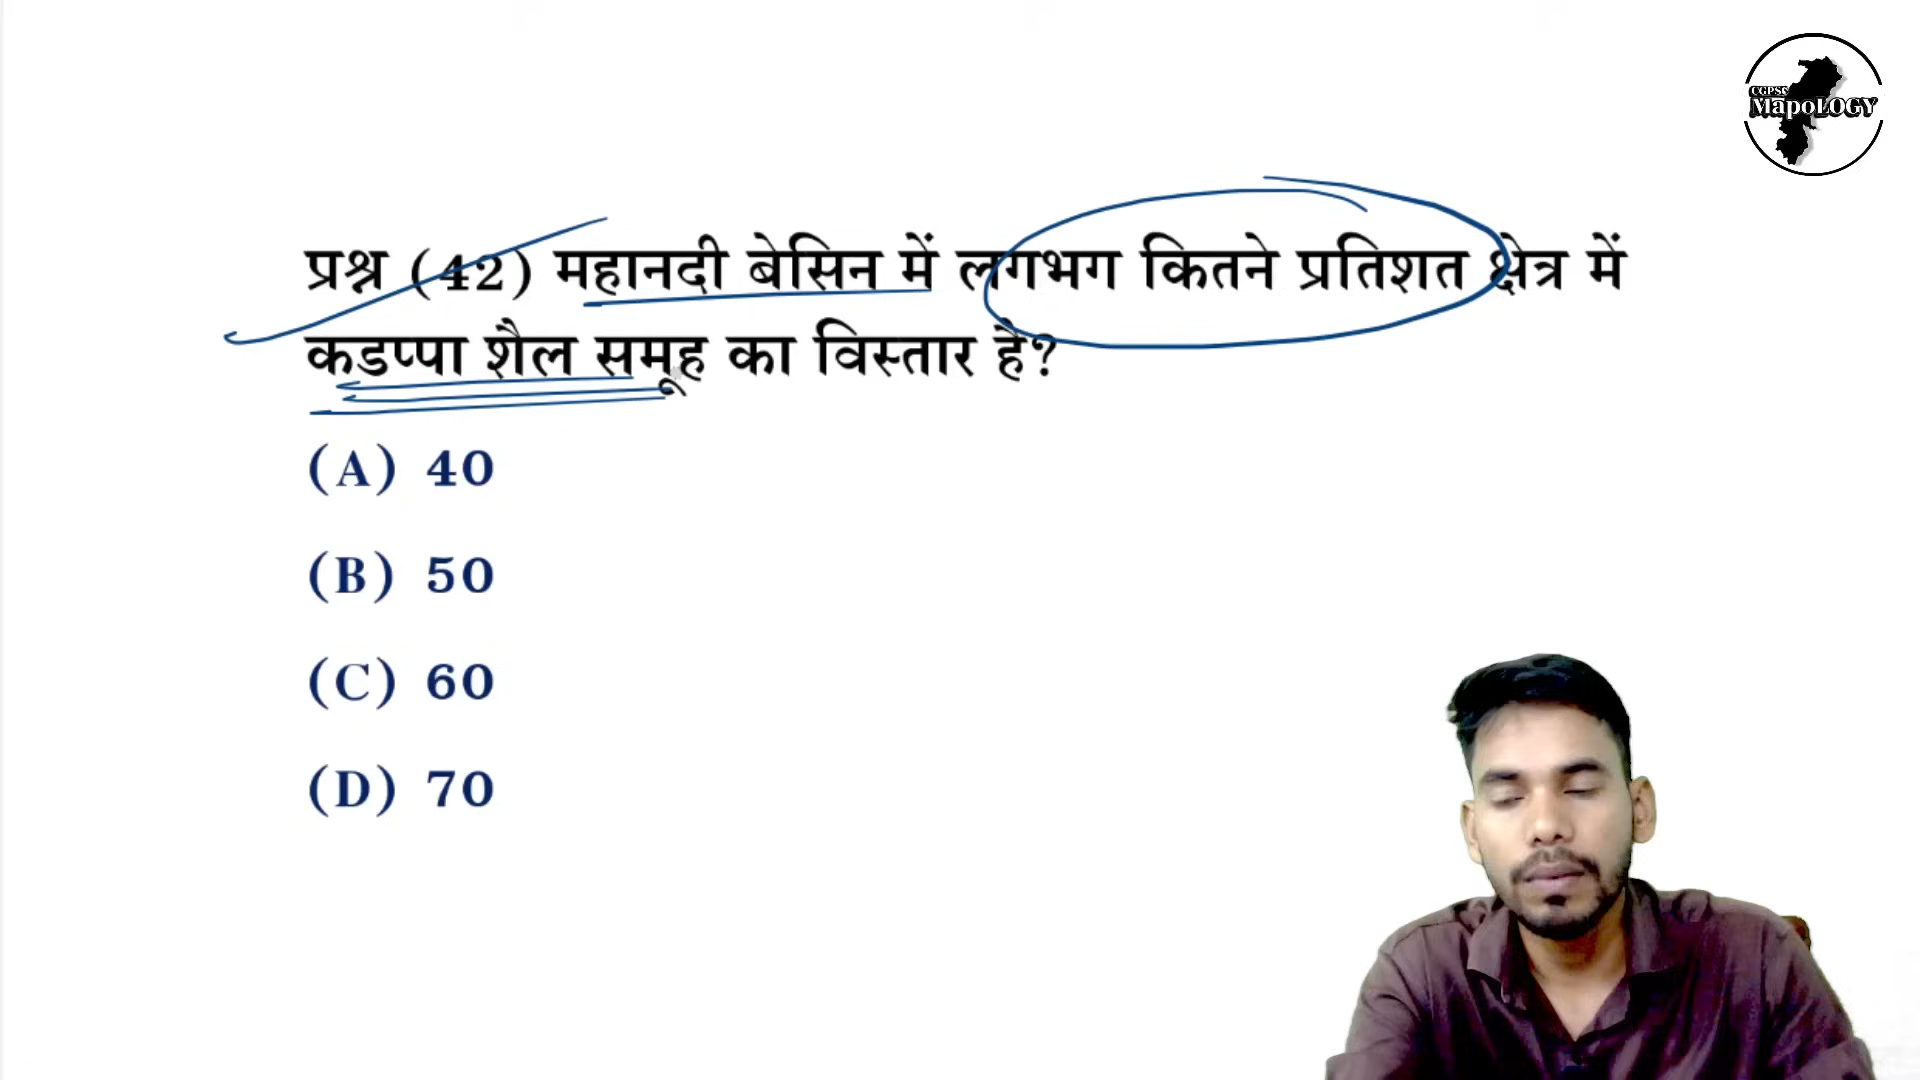 CGPSC
MapoLOGY
प्रश्न (42) महानदी बेसिन में लगभग कितने प्रतिशत क्षेत्र में
कडप्पा शैल समूह का विस्तार है?
(A) 40
(B) 50
(C) 60
(D) 70